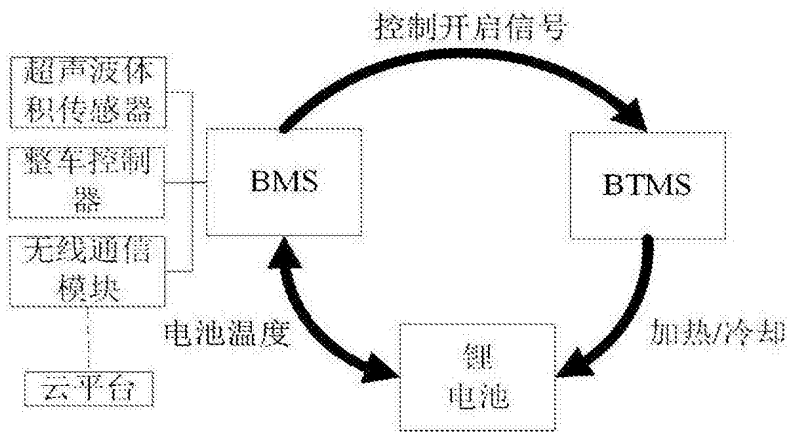 控制开启信号
超声波体
积传感器
整车控制
器
BMS
BTMS
无线通信
模块
电池温度
加热/冷却
锂
电池
云平台